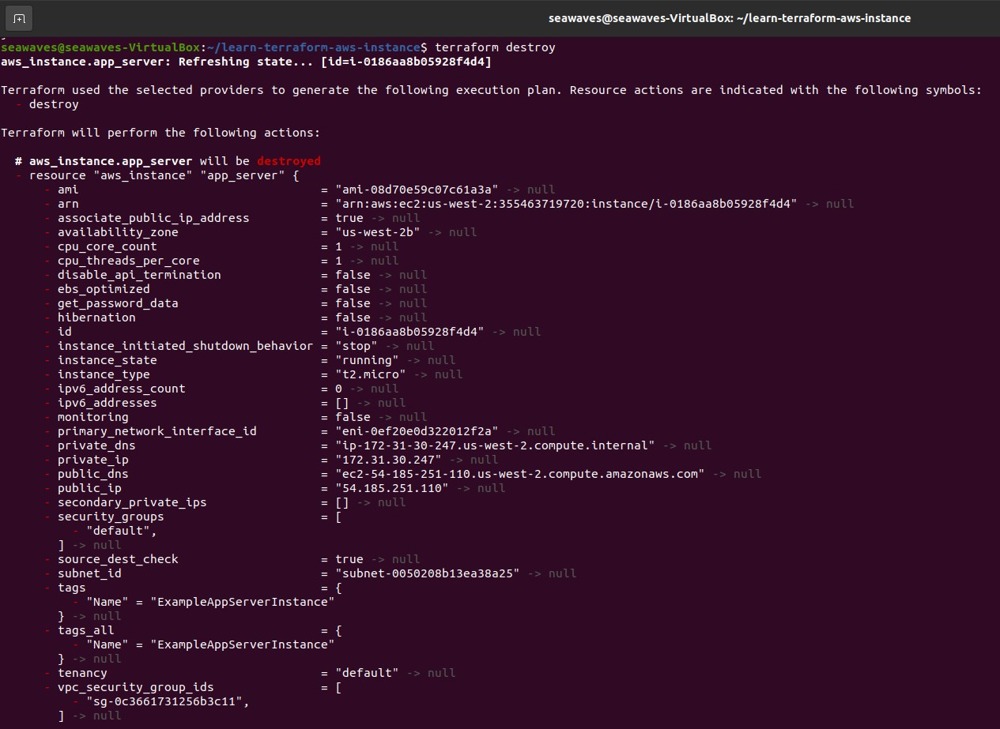 seawaves@seawaves-VirtualBox: ~/learn-terraform-aws-instance
seawaves@seawaves-VirtualBox:~/learn-terraform-aws-instance$ terraform destroy
aws_instance.app_server: Refreshing state... [id=i-0186aa8b05928f4d4]
Terraform used the selected providers to generate the following execution plan. Resource actions are indicated with the following symbols:
  - destroy
Terraform will perform the following actions:
  # aws_instance.app_server will be destroyed
  - resource "aws_instance" "app_server" {
      - ami                                  = "ami-08d70e59c07c61a3a" -> null
      - arn                                  = "arn:aws:ec2:us-west-2:355463719720:instance/i-0186aa8b05928f4d4" -> null
      - associate_public_ip_address          = true -> null
      - availability_zone                    = "us-west-2b" -> null
      - cpu_core_count                       = 1 -> null
      - cpu_threads_per_core                 = 1 -> null
      - disable_api_termination              = false -> null
      - ebs_optimized                        = false -> null
      - get_password_data                    = false -> null
      - hibernation                          = false -> null
      - id                                   = "i-0186aa8b05928f4d4" -> null
      - instance_initiated_shutdown_behavior = "stop" -> null
      - instance_state                       = "running" -> null
      - instance_type                        = "t2.micro" -> null
      - ipv6_address_count                   = 0 -> null
      - ipv6_addresses                       = [] -> null
      - monitoring                           = false -> null
      - primary_network_interface_id         = "eni-0ef20e0d322012f2a" -> null
      - private_dns                          = "ip-172-31-30-247.us-west-2.compute.internal" -> null
      - private_ip                           = "172.31.30.247" -> null
      - public_dns                           = "ec2-54-185-251-110.us-west-2.compute.amazonaws.com" -> null
      - public_ip                            = "54.185.251.110" -> null
      - secondary_private_ips                = [] -> null
      - security_groups                      = [
          - "default",
        ] -> null
      - source_dest_check                    = true -> null
      - subnet_id                            = "subnet-0050208b13ea38a25" -> null
      - tags                                 = {
          - "Name" = "ExampleAppServerInstance"
        } -> null
      - tags_all                             = {
          - "Name" = "ExampleAppServerInstance"
        } -> null
      - tenancy                              = "default" -> null
      - vpc_security_group_ids               = [
          - "sg-0c3661731256b3c11",
        ] -> null